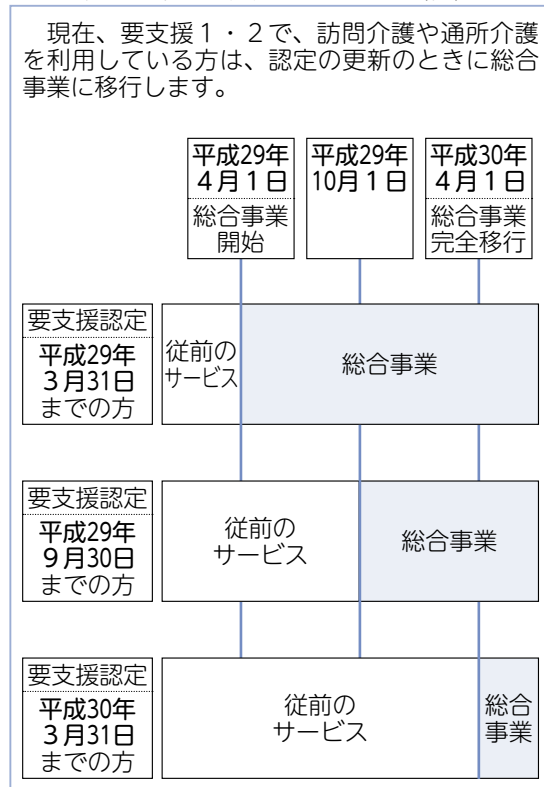 現在、要支援１・２で、訪問介護や通所介護
を利用している方は、認定の更新のときに総合
事業に移行します。
平成29年
４月１日
総合事業
開始
平成29年
10月１日
平成30年
４月１日
総合事業
完全移行
要支援認定
平成29年
３月31日
までの方
従前の
サービス
総合事業
要支援認定
平成29年
９月30日
までの方
従前の
サービス
総合事業
要支援認定
平成30年
３月31日
までの方
従前の
サービス
総合
事業